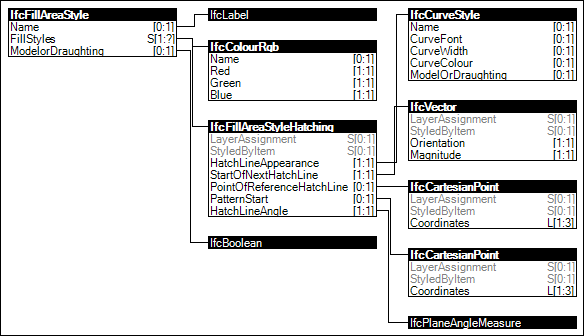 IfcFillAreaStyle
Name [0:1]
FillStyles S[1:?]
ModelorDraughting [0:1]
IfcLabel
IfcColourRgb
Name [0:1]
Red [1:1]
Green [1:1]
Blue [1:1]
IfcFillAreaStyleHatching
LayerAssignment S[0:1]
StyledByItem S[0:1]
HatchLineAppearance [1:1]
StartOfNextHatchLine [1:1]
PointOfReferenceHatchLine [0:1]
PatternStart [0:1]
HatchLineAngle [1:1]
IfcBoolean
IfcCurveStyle
Name [0:1]
CurveFont [0:1]
CurveWidth [0:1]
CurveColour [0:1]
ModelOrDraughting [0:1]
IfcVector
LayerAssignment S[0:1]
StyledByItem S[0:1]
Orientation [1:1]
Magnitude [1:1]
IfcCartesianPoint
LayerAssignment S[0:1]
StyledByItem S[0:1]
Coordinates L[1:3]
IfcCartesianPoint
LayerAssignment S[0:1]
StyledByItem S[0:1]
Coordinates L[1:3]
IfcPlaneAngleMeasure